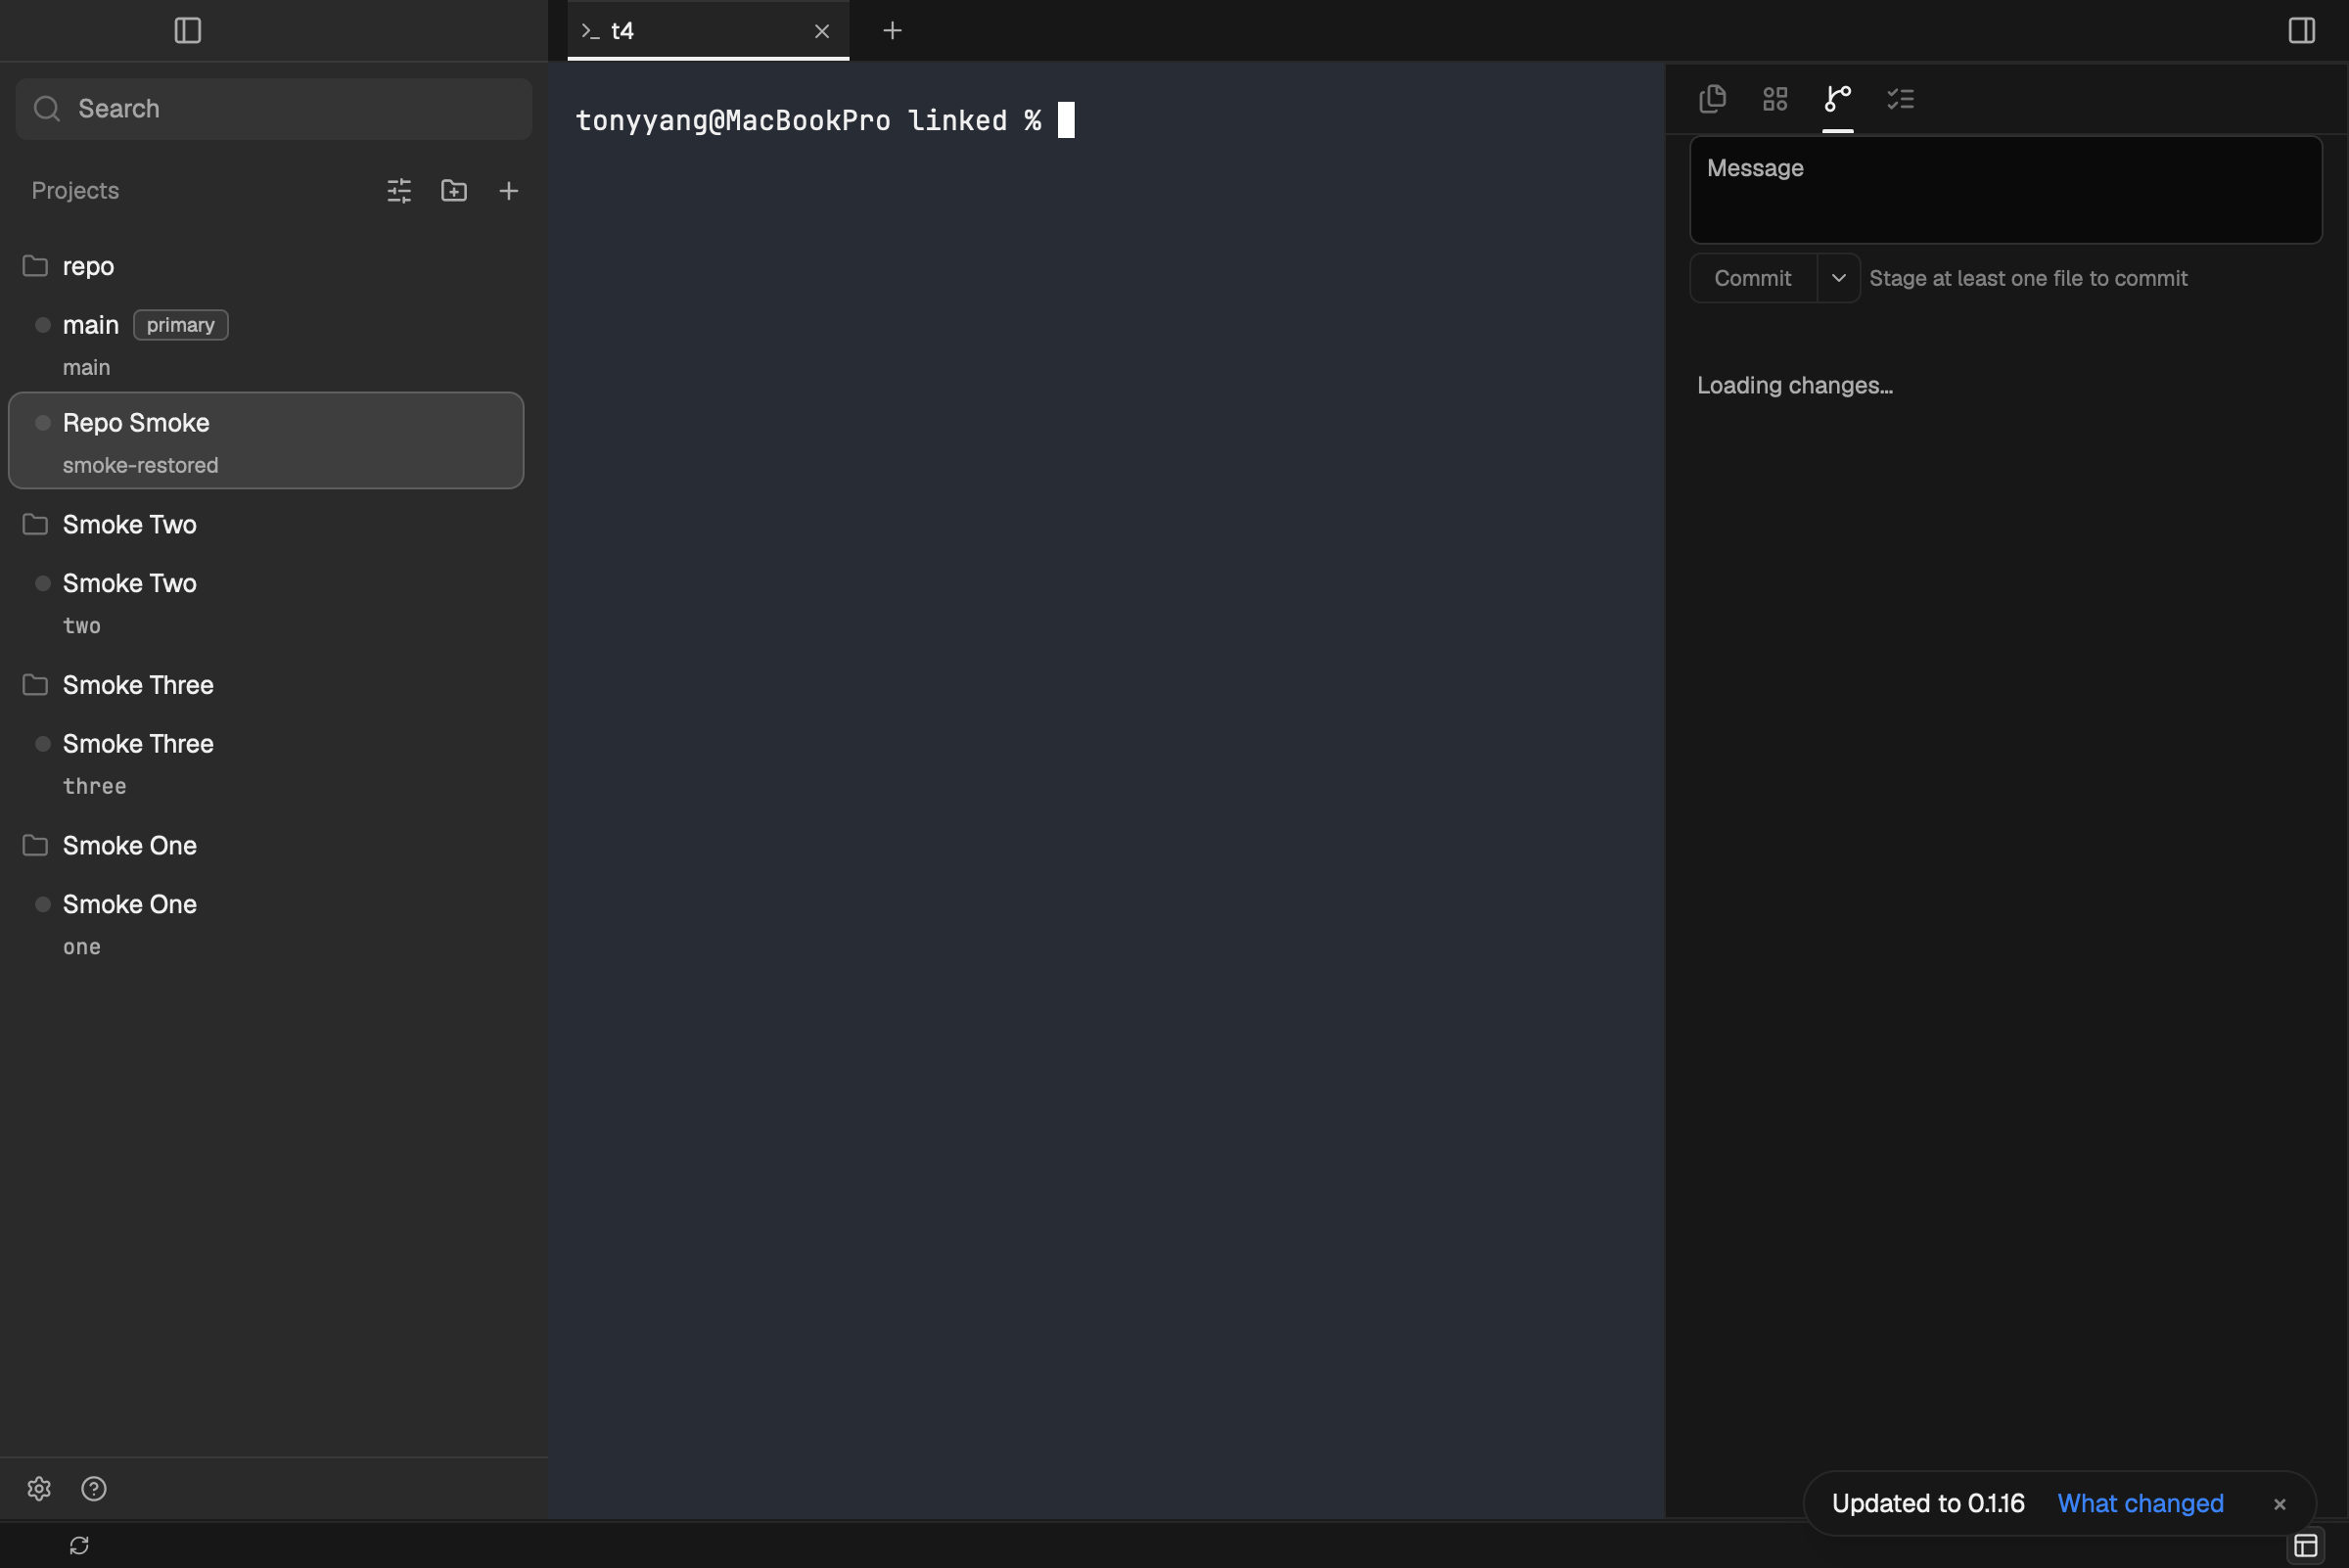 t4
Search
tonyyang@MacBookPro linked %
Projects
repo
main primary
main
Repo Smoke
smoke-restored
Smoke Two
Smoke Two
two
Smoke Three
Smoke Three
three
Smoke One
Smoke One
one
Message
Commit
Stage at least one file to commit
Loading changes…
Updated to 0.1.16 What changed